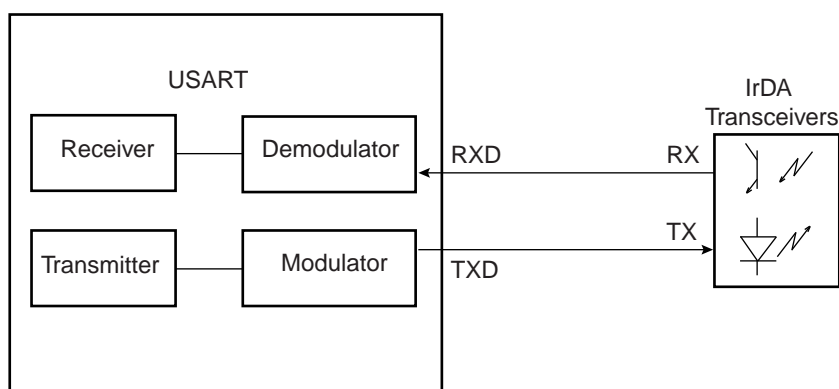 USART
IrDA
Transceivers
Receiver
Demodulator
RXD
RX
Transmitter
Modulator
TX
TXD